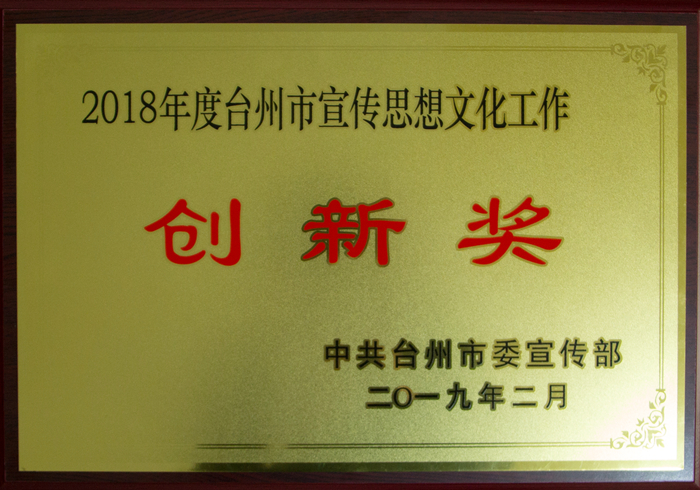 2018年度台州市宣传思想文化工作
创新奖
中共台州市委宣传部
二〇一九年二月